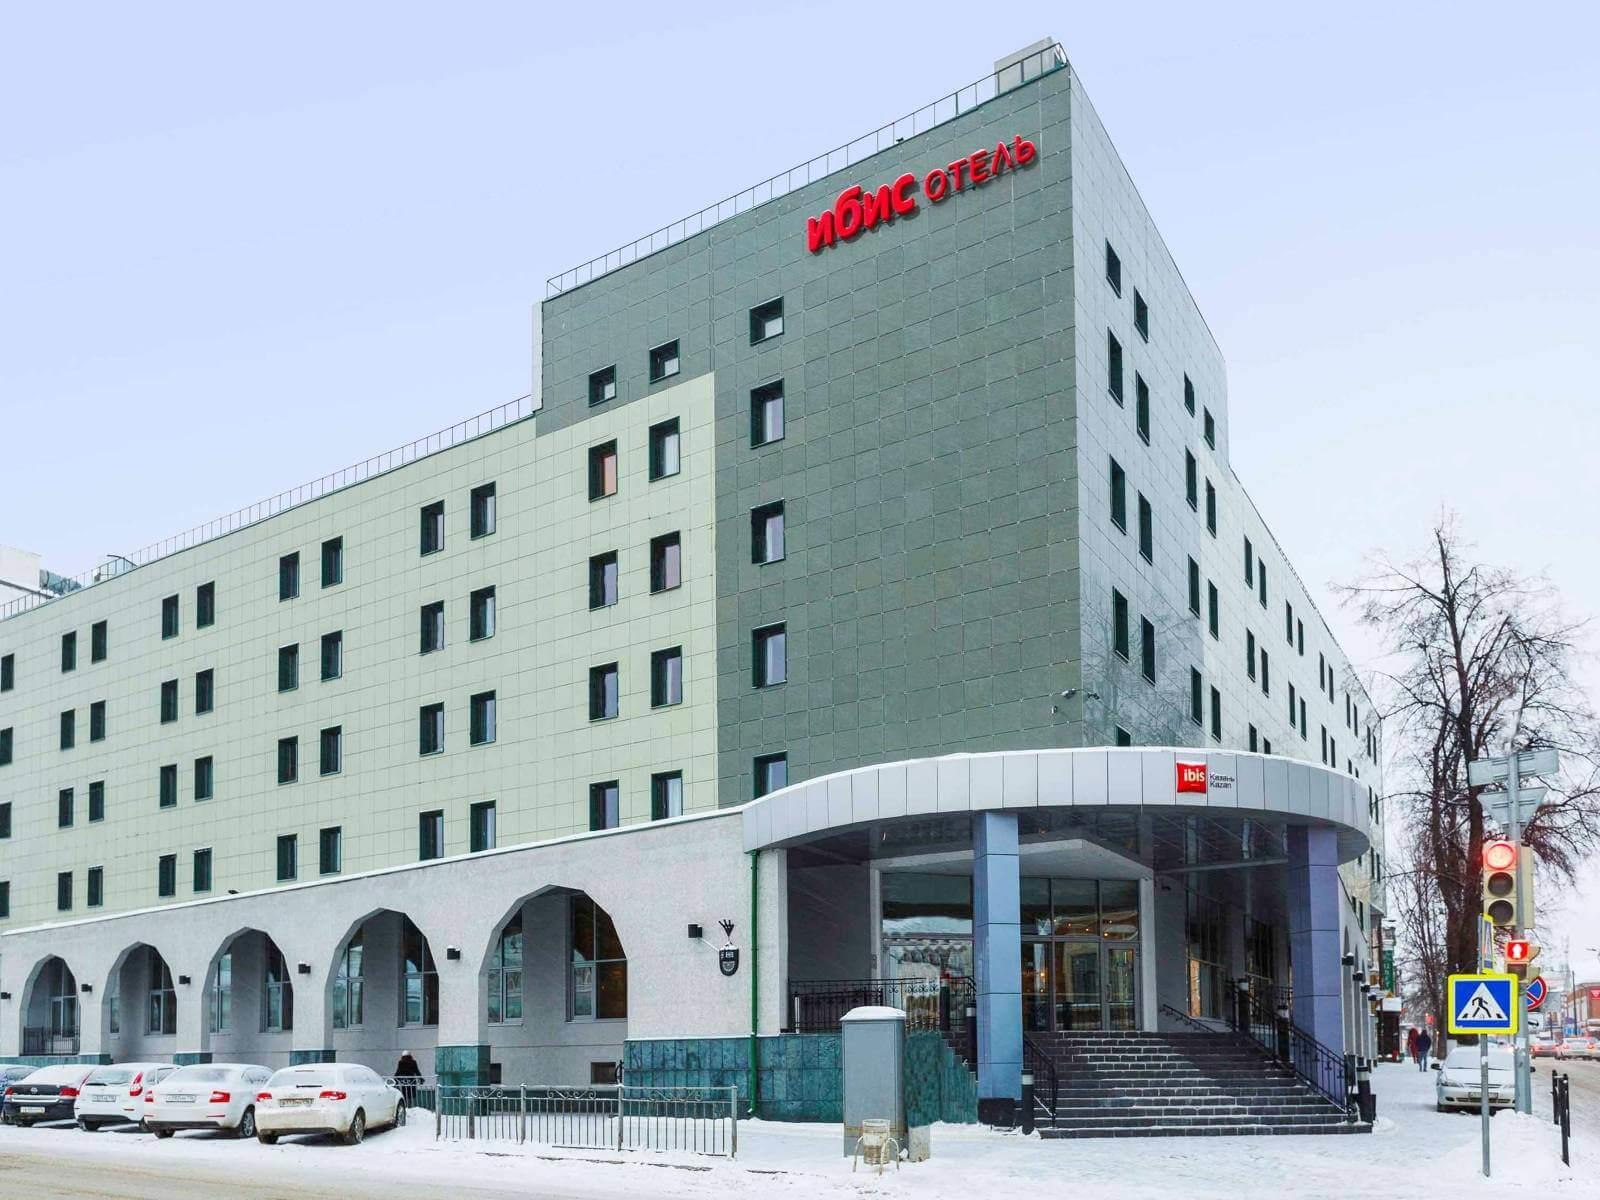 ибис отель
ibis
Казань
Kazan